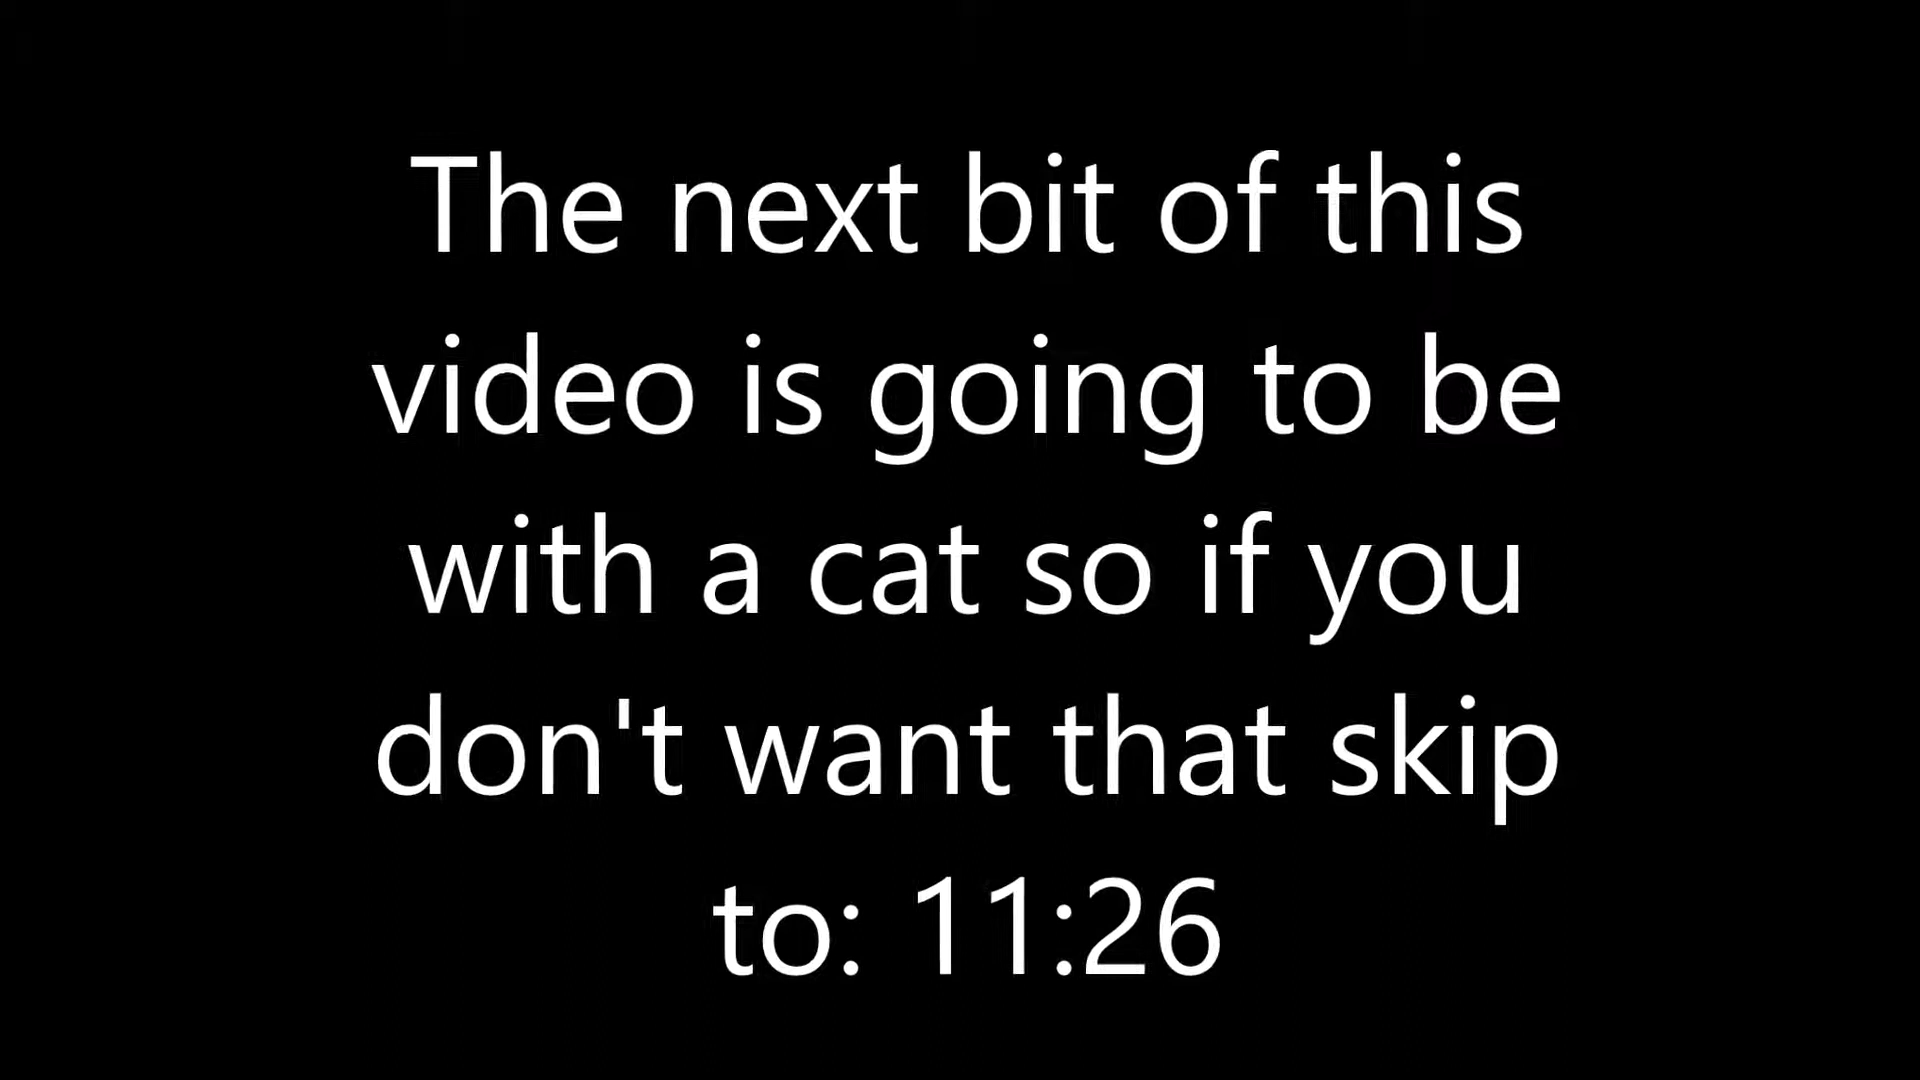 The next bit of this
video is going to be
with a cat so if you
don't want that skip
to: 11:26